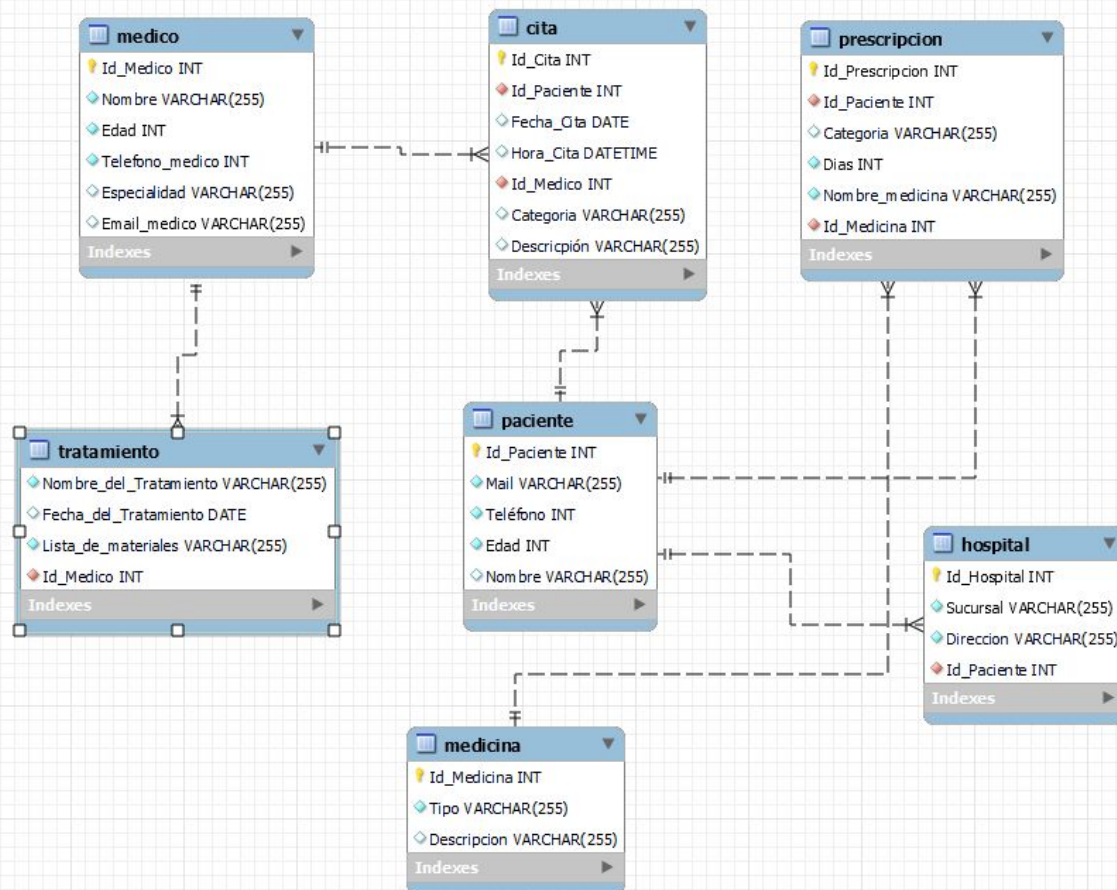 medico
Id_Medico INT
Nombre VARCHAR(255)
Edad INT
Telefono_medico INT
Especialidad VARCHAR(255)
Email_medico VARCHAR(255)
Indexes
cita
Id_Cita INT
Id_Paciente INT
Fecha_Cita DATE
Hora_Cita DATETIME
Id_Medico INT
Categoria VARCHAR(255)
Descricpión VARCHAR(255)
Indexes
prescripcion
Id_Prescripcion INT
Id_Paciente INT
Categoria VARCHAR(255)
Dias INT
Nombre_medicina VARCHAR(255)
Id_Medicina INT
Indexes
tratamiento
Nombre_del_Tratamiento VARCHAR(255)
Fecha_del_Tratamiento DATE
Lista_de_materiales VARCHAR(255)
Id_Medico INT
Indexes
paciente
Id_Paciente INT
Mail VARCHAR(255)
Teléfono INT
Edad INT
Nombre VARCHAR(255)
Indexes
hospital
Id_Hospital INT
Sucursal VARCHAR(255)
Direccion VARCHAR(255)
Id_Paciente INT
Indexes
medicina
Id_Medicina INT
Tipo VARCHAR(255)
Descripcion VARCHAR(255)
Indexes